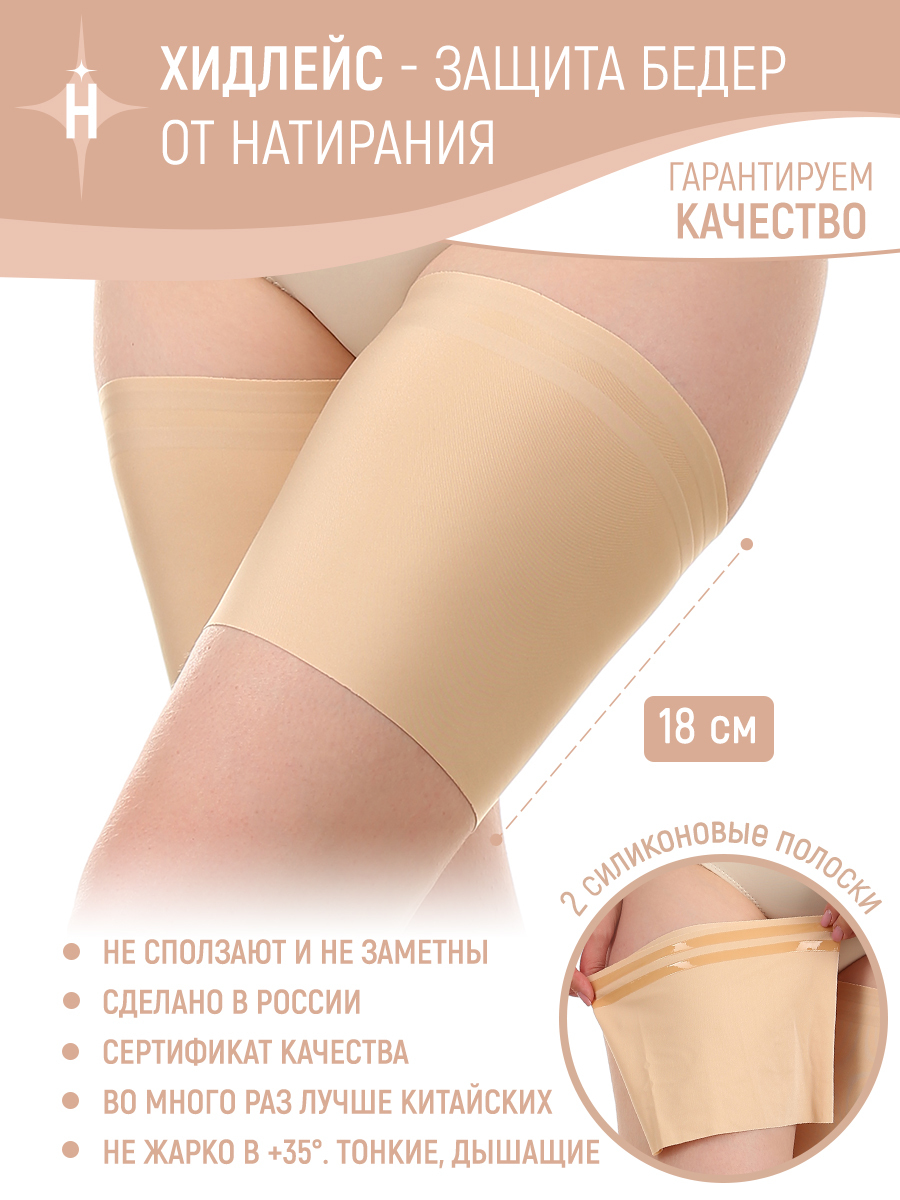 H
ХИДЛЕЙС - ЗАЩИТА БЕДЕР
ОТ НАТИРАНИЯ
ГАРАНТИРУЕМ
КАЧЕСТВО
18 см
2 силиконовые полоски
НЕ СПОЛЗАЮТ И НЕ ЗАМЕТНЫ
СДЕЛАНО В РОССИИ
СЕРТИФИКАТ КАЧЕСТВА
ВО МНОГО РАЗ ЛУЧШЕ КИТАЙСКИХ
НЕ ЖАРКО В +35°. ТОНКИЕ, ДЫШАЩИЕ